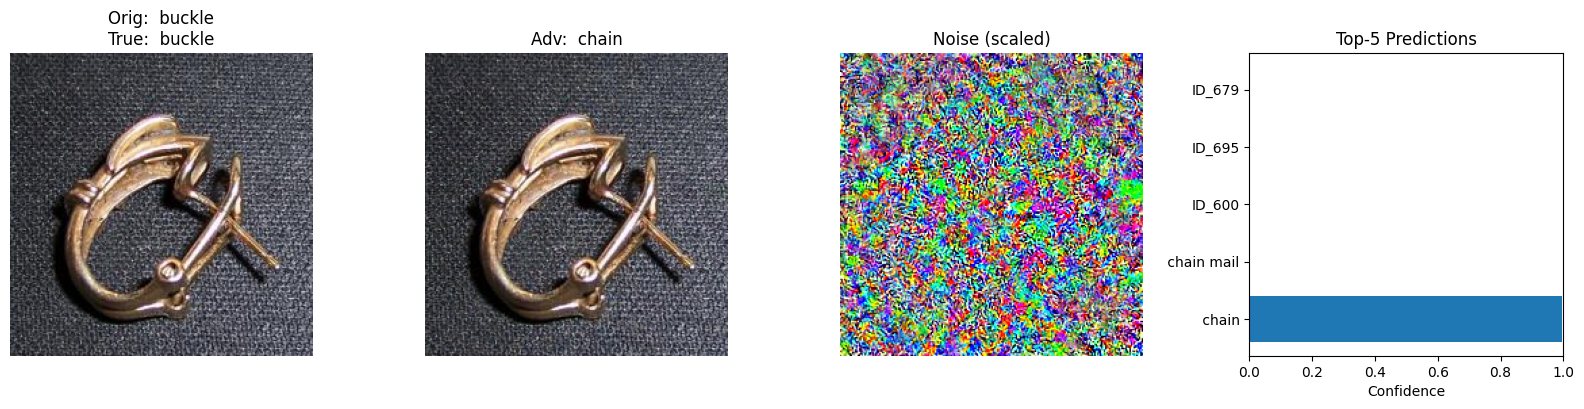 Orig:  buckle
True:  buckle
Adv:  chain
Noise (scaled)
Top-5 Predictions
ID_679
ID_695
ID_600
chain mail
chain
0.0 0.2 0.4 0.6 0.8 1.0
Confidence